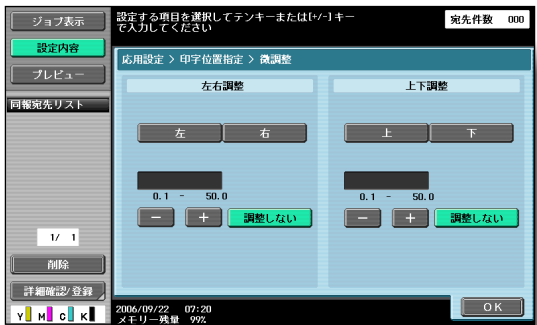 ジョブ表示
設定内容
プレビュー
同報宛先リスト
1/ 1
削除
詳細確認/登録
Y M C K
設定する項目を選択してテンキーまたは[+/-]キー
で入力してください
宛先件数 000
応用設定 > 印字位置指定 > 微調整
左右調整
左 右
0.1 - 50.0
- + 調整しない
上下調整
上 下
0.1 - 50.0
- + 調整しない
2006/09/22 07:20
メモリー残量 99%
OK